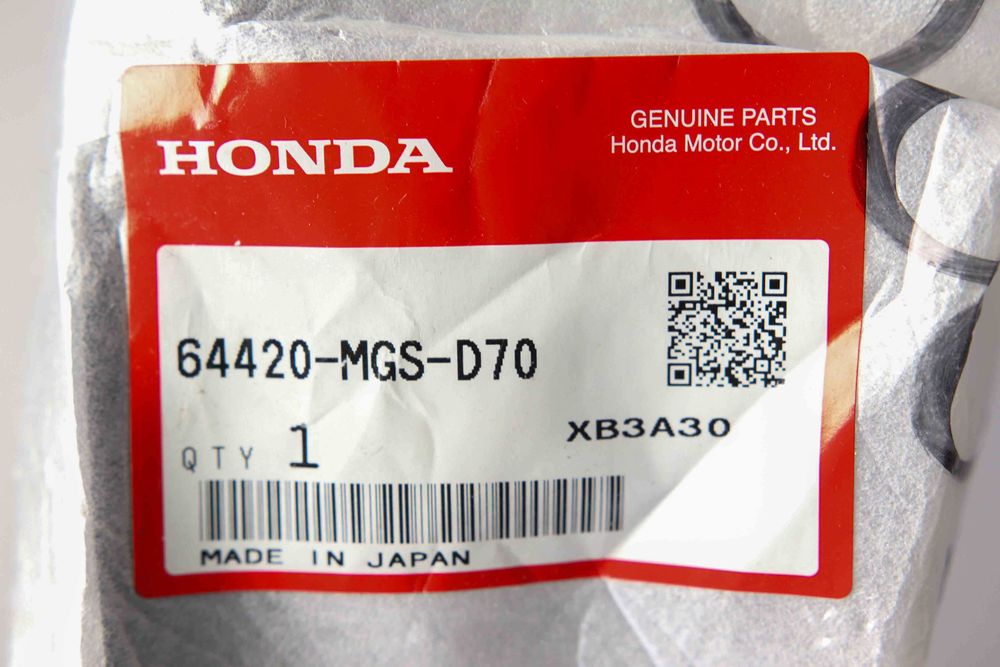 HONDA
GENUINE PARTS
Honda Motor Co., Ltd.
64420-MGS-D70
XB3A30
QTY 1
MADE IN JAPAN